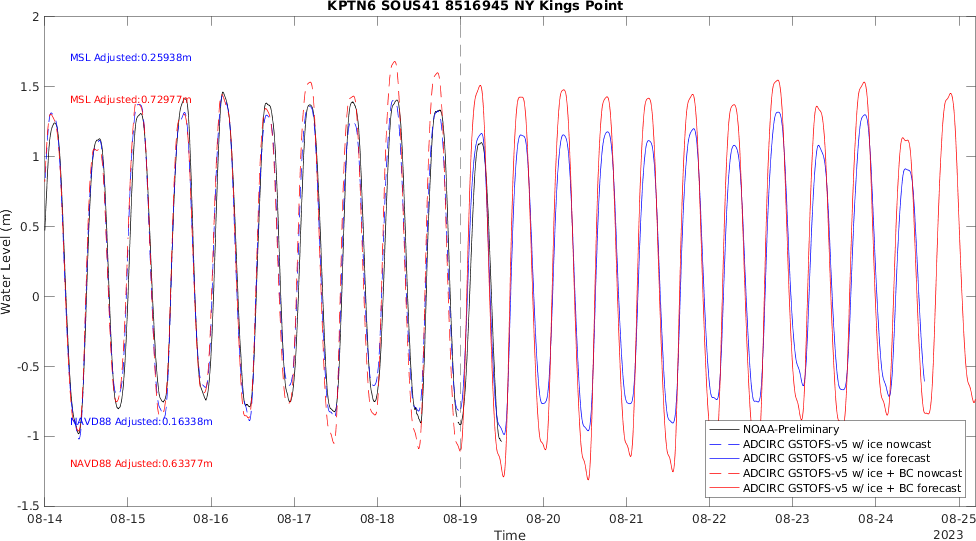 KPTN6 SOUS41 8516945 NY Kings Point
2
1.5
1
0.5
0
-0.5
-1
-1.5
Water Level (m)
MSL Adjusted:0.25938m
MSL Adjusted:0.72977m
NAVD88 Adjusted:0.16338m
NAVD88 Adjusted:0.63377m
NOAA-Preliminary
ADCIRC GSTOFS-v5 w/ ice nowcast
ADCIRC GSTOFS-v5 w/ ice forecast
ADCIRC GSTOFS-v5 w/ ice + BC nowcast
ADCIRC GSTOFS-v5 w/ ice + BC forecast
08-14 08-15 08-16 08-17 08-18 08-19 08-20 08-21 08-22 08-23 08-24 08-25
Time
2023